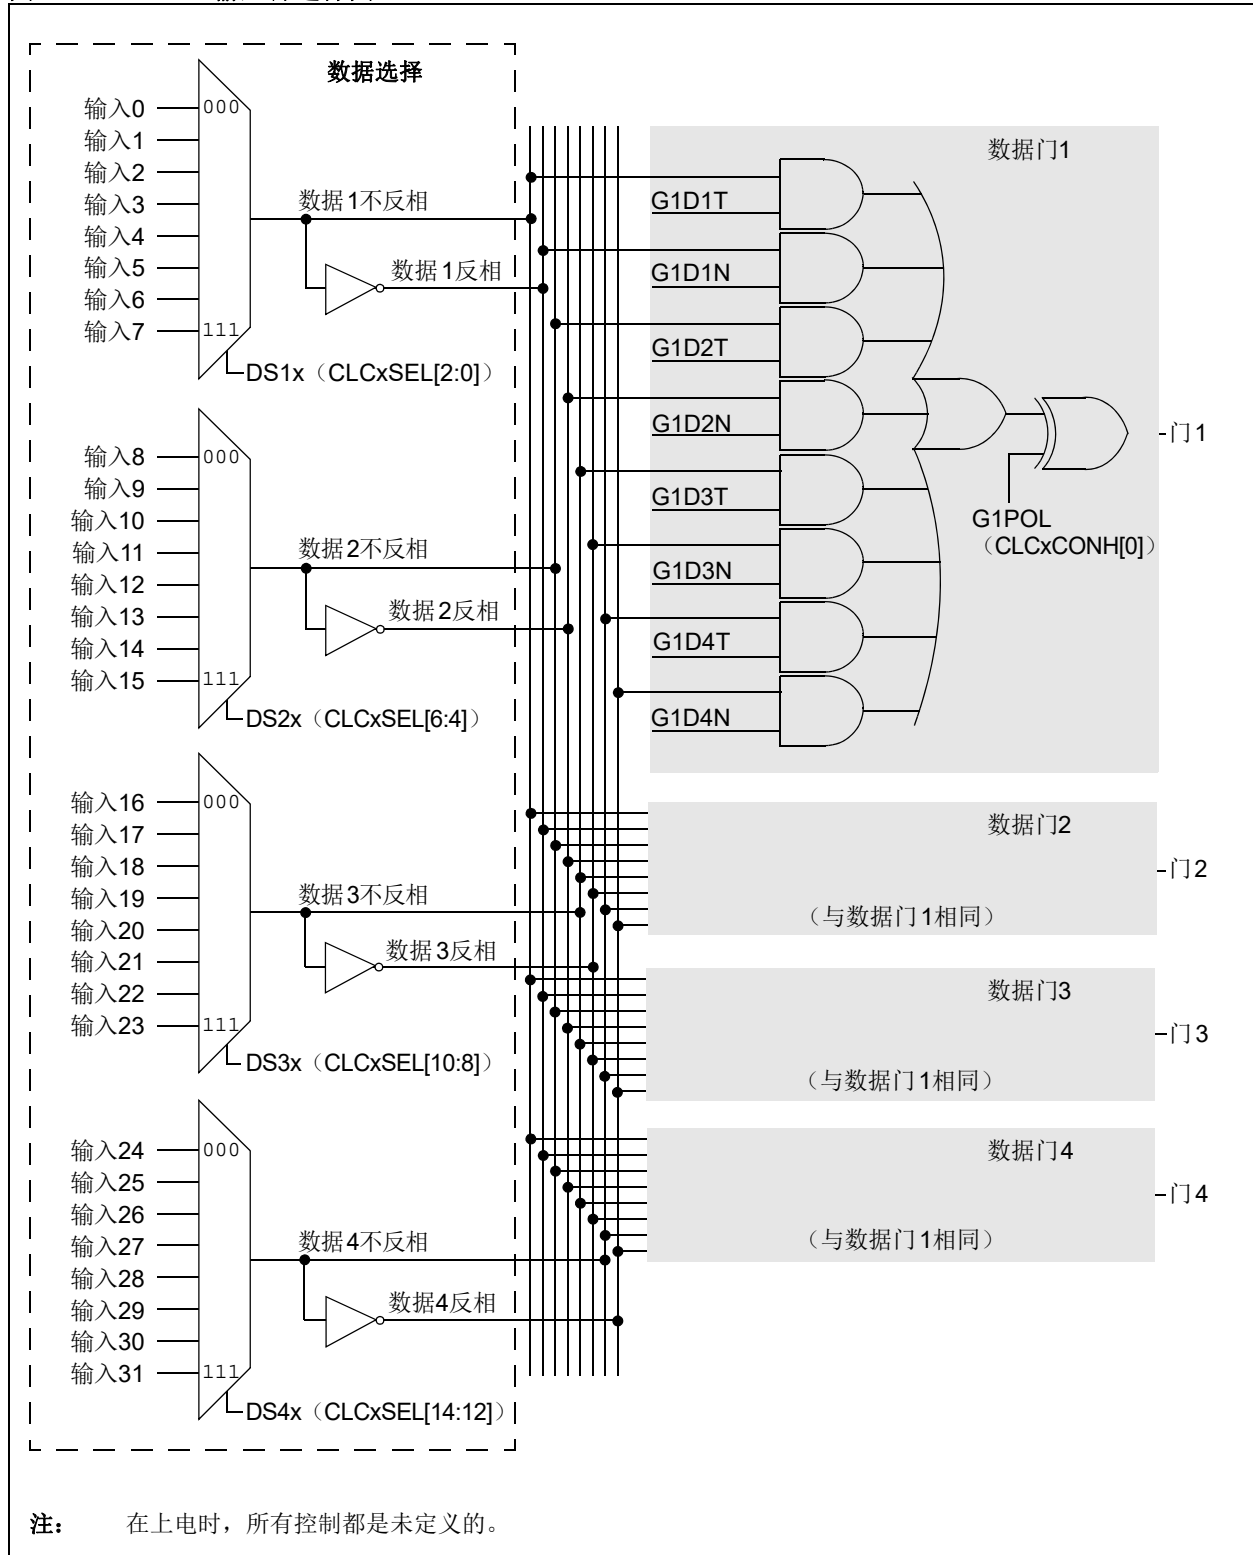 数据选择
输入0
000
输入1
输入2
输入3
输入4
输入5
输入6
输入7
111
数据1不反相
数据1反相
DS1x（CLCxSEL[2:0]）
输入8
000
输入9
输入10
输入11
输入12
输入13
输入14
输入15
111
数据2不反相
数据2反相
DS2x（CLCxSEL[6:4]）
输入16
000
输入17
输入18
输入19
输入20
输入21
输入22
输入23
111
数据3不反相
数据3反相
DS3x（CLCxSEL[10:8]）
输入24
000
输入25
输入26
输入27
输入28
输入29
输入30
输入31
111
数据4不反相
数据4反相
DS4x（CLCxSEL[14:12]）
数据门1
G1D1T
G1D1N
G1D2T
G1D2N
G1D3T
G1D3N
G1D4T
G1D4N
G1POL
（CLCxCONH[0]）
门1
数据门2
（与数据门1相同）
门2
数据门3
（与数据门1相同）
门3
数据门4
（与数据门1相同）
门4
注： 在上电时，所有控制都是未定义的。